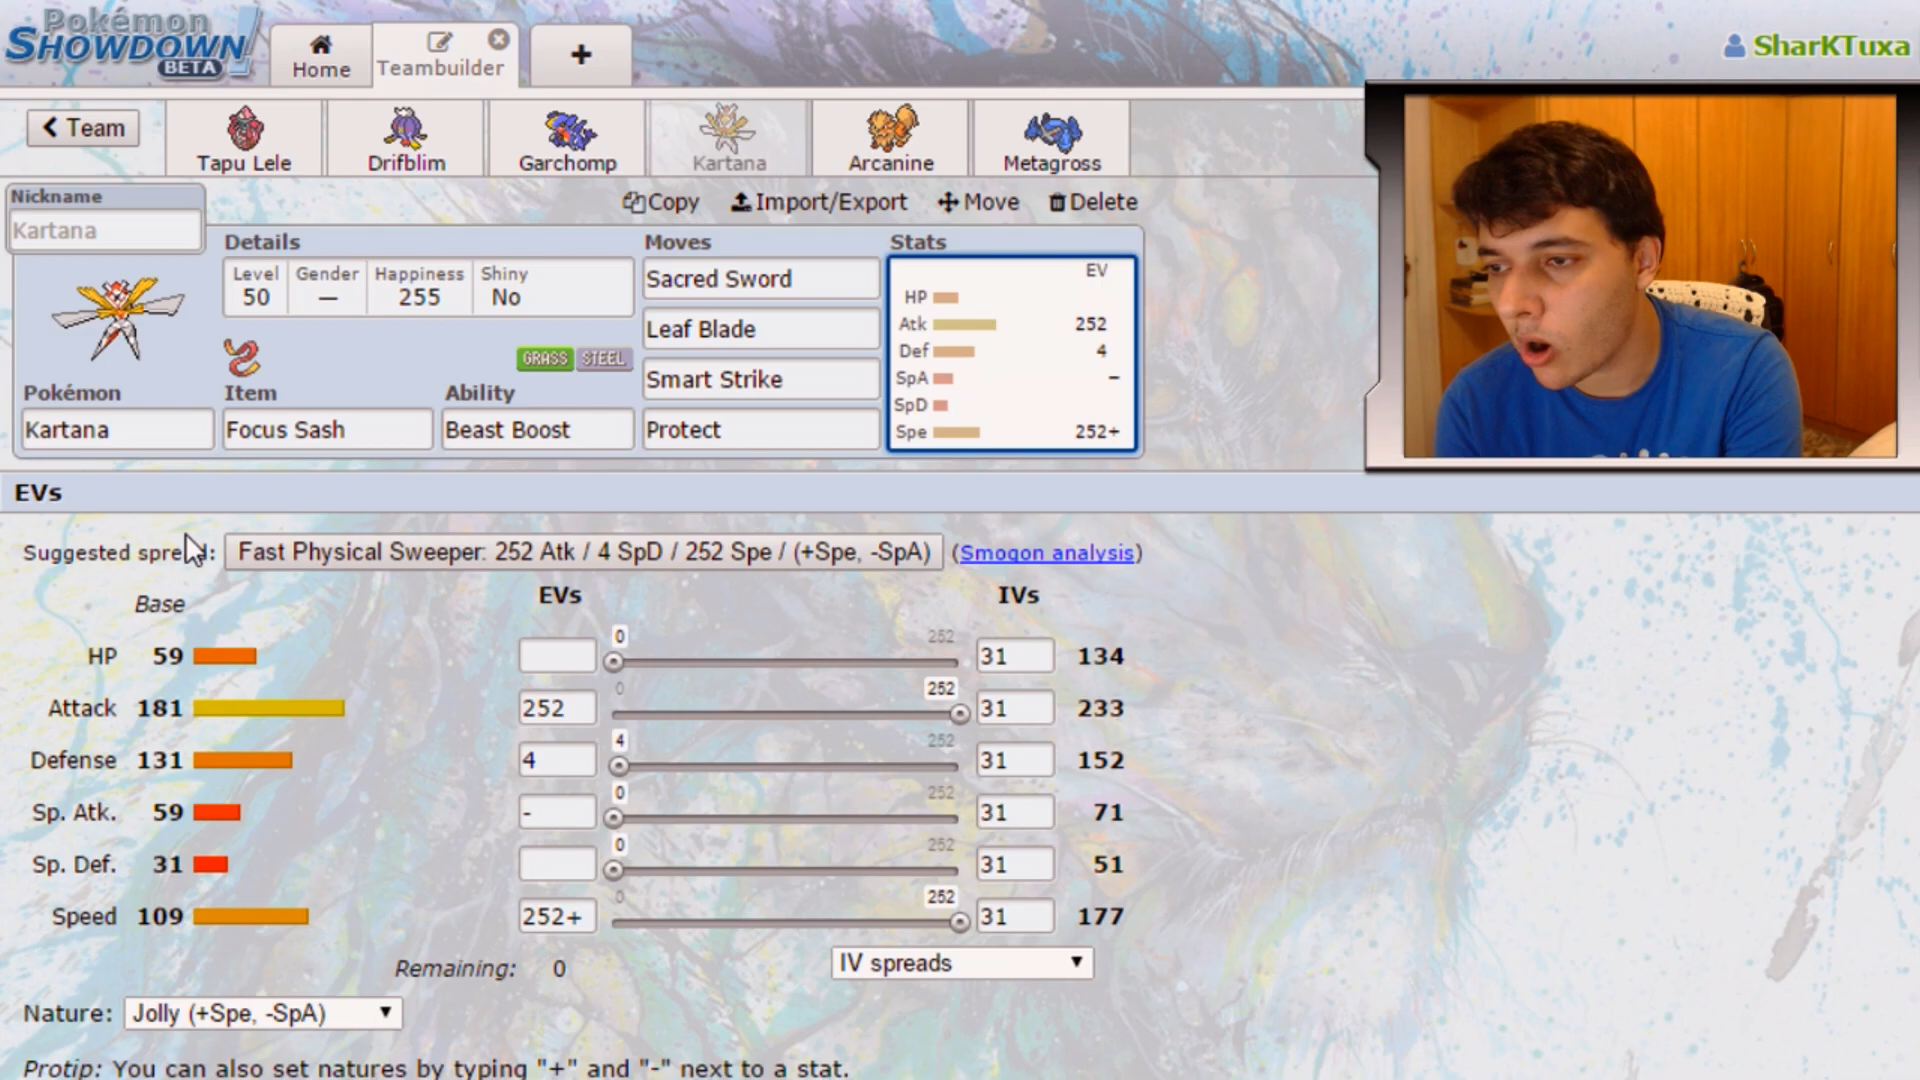 Pokémon
SHOWDOWN!
BETA
Home
Teambuilder
+
SharKTuxa
Team
Tapu Lele
Drifblim
Garchomp
Kartana
Arcanine
Metagross
Nickname
Kartana
Copy
Import/Export
Move
Delete
Details
Moves
Stats
Level
Gender
Happiness
Shiny
50
—
255
No
GRASS
STEEL
Pokémon
Item
Ability
Kartana
Focus Sash
Beast Boost
Sacred Sword
Leaf Blade
Smart Strike
Protect
EV
HP
Atk 252
Def 4
SpA −
SpD
Spe 252+
EVs
Suggested spre d: Fast Physical Sweeper: 252 Atk / 4 SpD / 252 Spe / (+Spe, -SpA) (Smogon analysis)
Base EVs IVs
0 252
HP 59 31 134
0 252
Attack 181 252 31 233
4 252
Defense 131 4 31 152
0 252
Sp. Atk. 59 - 31 71
0 252
Sp. Def. 31 31 51
0 252
Speed 109 252+ 31 177
Remaining: 0 IV spreads
Nature: Jolly (+Spe, -SpA)
Protip: You can also set natures by typing "+" and "-" next to a stat.